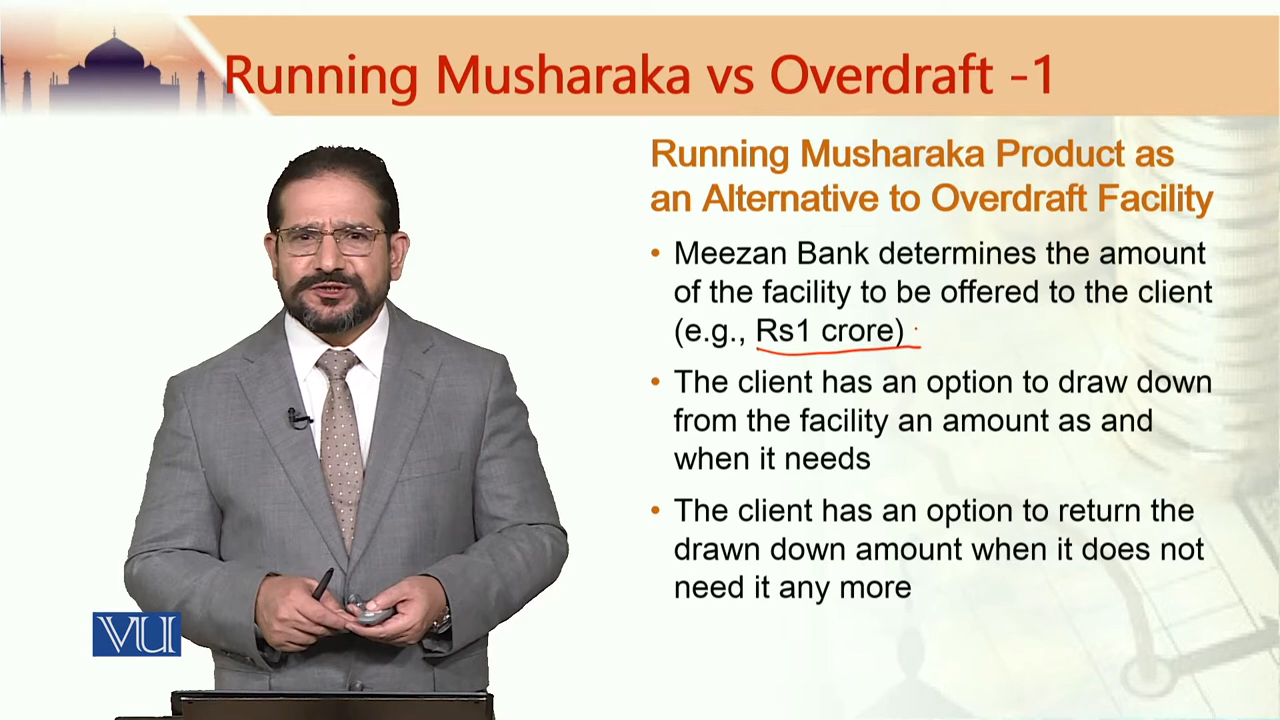 Running Musharaka vs Overdraft -1
Running Musharaka Product as
an Alternative to Overdraft Facility
• Meezan Bank determines the amount
of the facility to be offered to the client
(e.g., Rs1 crore)
• The client has an option to draw down
from the facility an amount as and
when it needs
• The client has an option to return the
drawn down amount when it does not
need it any more
VU